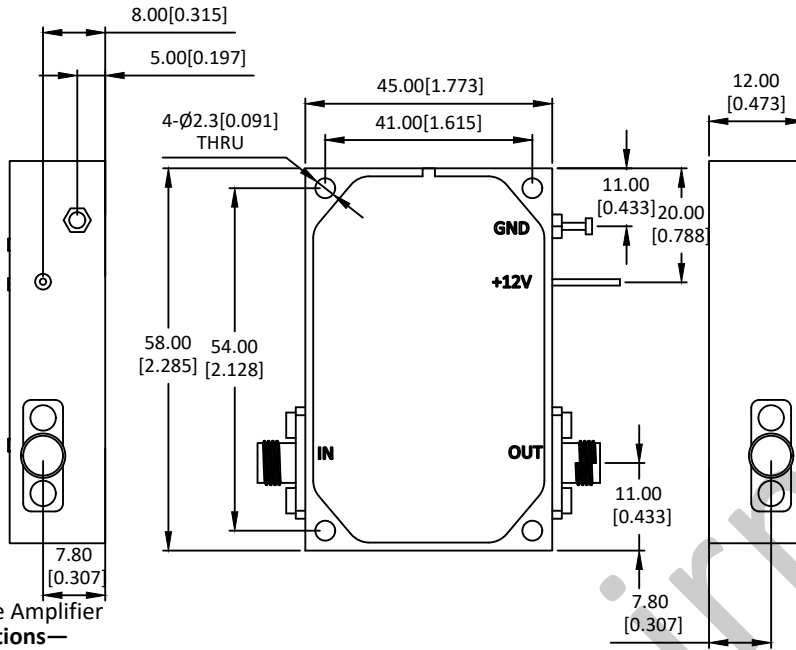 8.00[0.315]
5.00[0.197]
45.00[1.773]
41.00[1.615]
4-Ø2.3[0.091]
THRU
12.00
[0.473]
11.00
[0.433]
20.00
[0.788]
GND
+12V
58.00
[2.285]
54.00
[2.128]
IN
OUT
11.00
[0.433]
7.80
[0.307]
7.80
[0.307]
e Amplifier
tions—